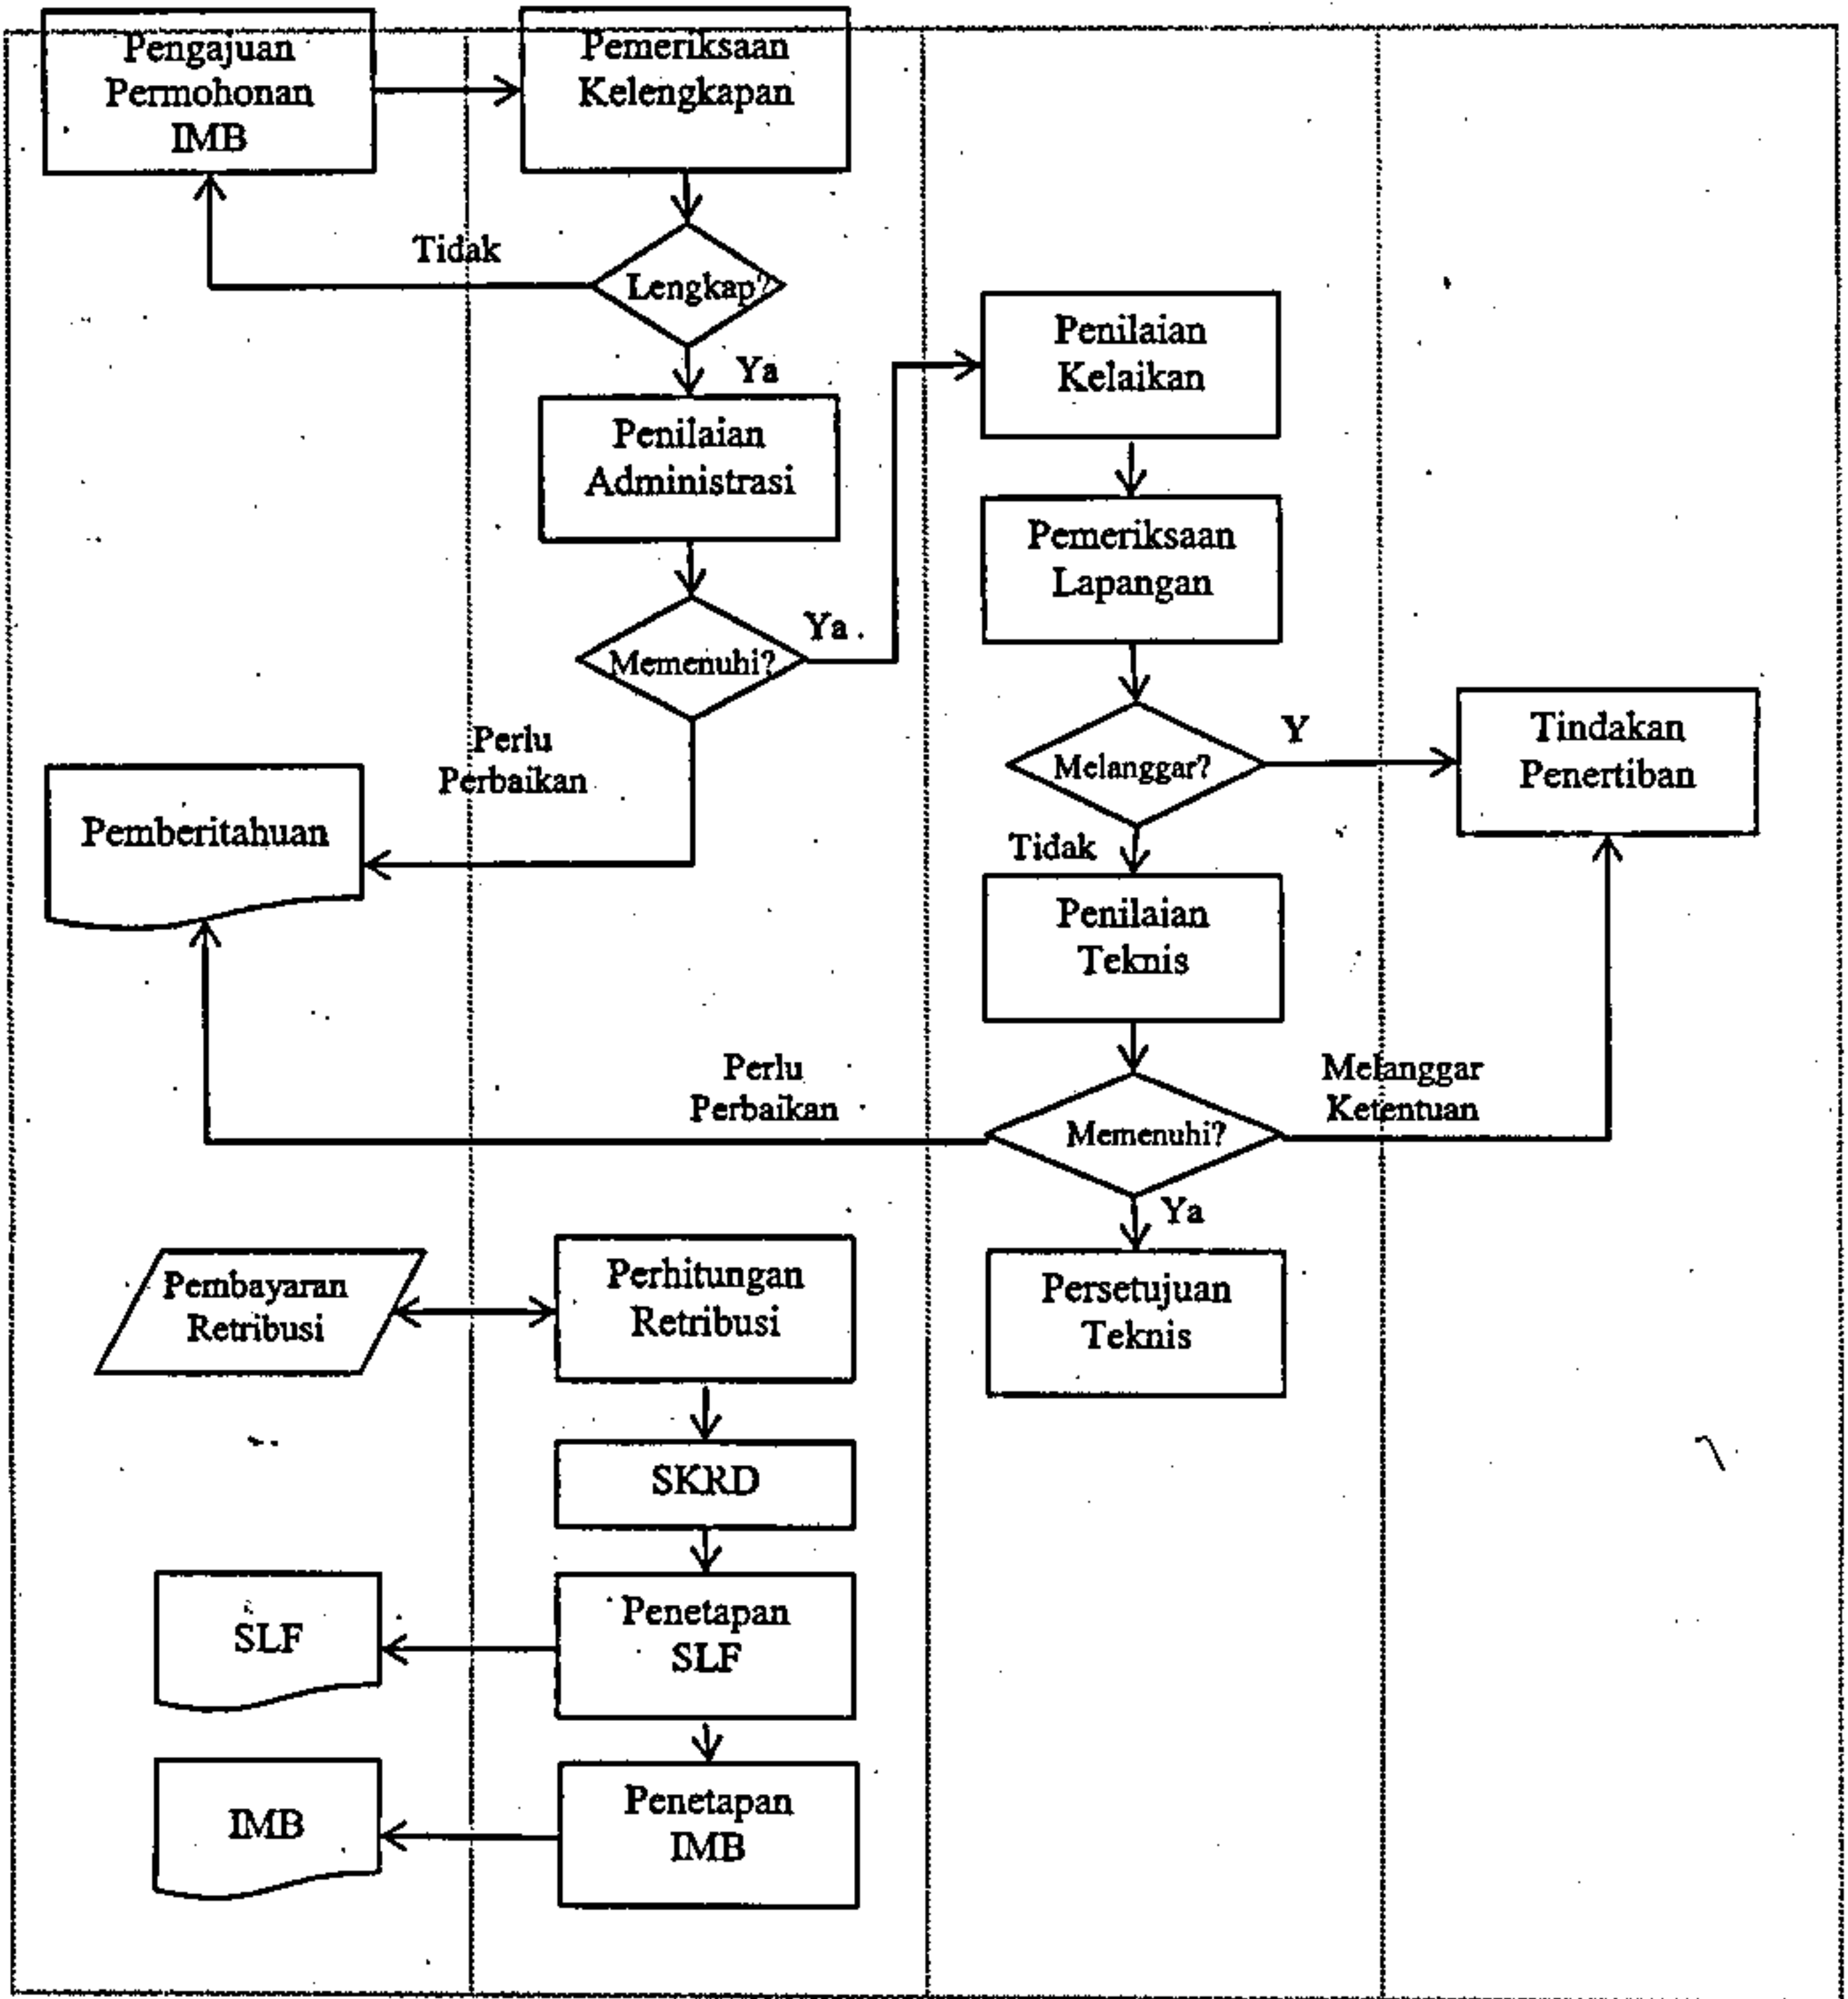 Pengajuan
Permohonan
IMB
Pemeriksaan
Kelengkapan
Tidak
Lengkap?
Ya
Penilaian
Administrasi
Memenuhi?
Ya
Perlu
Perbaikan
Pemberitahuan
Penilaian
Kelaikan
Pemeriksaan
Lapangan
Melanggar?
Y
Tindakan
Penertiban
Tidak
Penilaian
Teknis
Memenuhi?
Perlu
Perbaikan
Melanggar
Ketentuan
Ya
Persetujuan
Teknis
Pembayaran
Retribusi
Perhitungan
Retribusi
SKRD
Penetapan
SLF
SLF
Penetapan
IMB
IMB